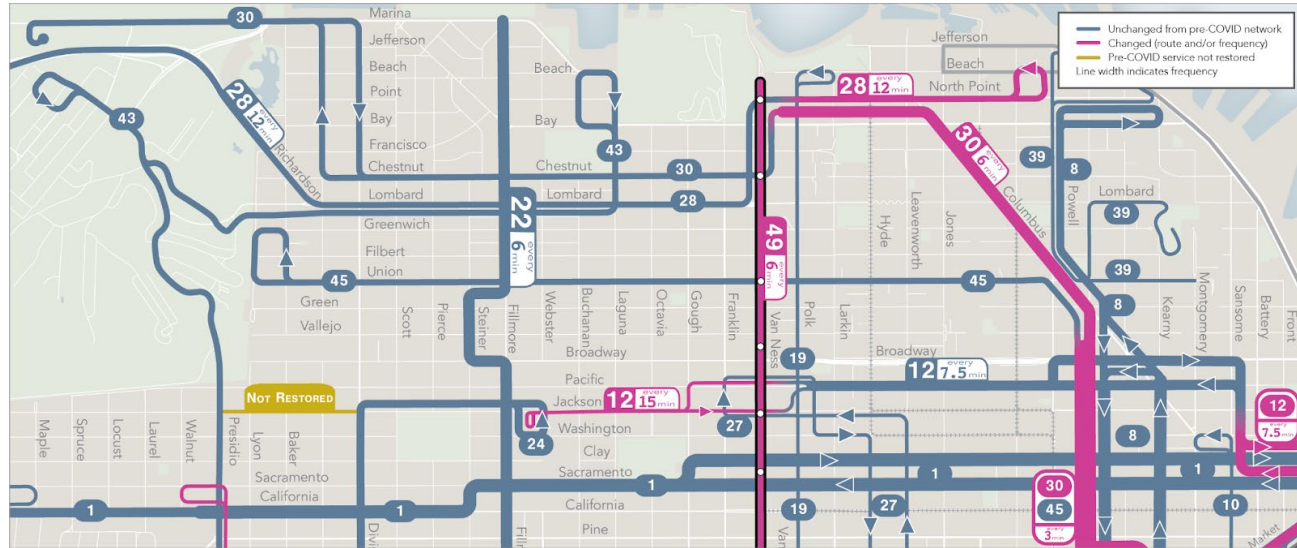 30
Marina
Jefferson
Beach
Point
Bay
Francisco
Chestnut
Lombard
Greenwich
Filbert
Union
Green
Vallejo
43
28
every
12 min
Richardson
Beach
Bay
43
Chestnut
30
Lombard
28
22
every
6 min
45
Scott
Pierce
Steiner
Fillmore
Webster
Buchanan
Laguna
Octavia
Gough
Franklin
Van Ness
Polk
Larkin
Hyde
Leavenworth
Jones
Columbus
Powell
Kearny
Montgomery
Sansome
Battery
Front
Jefferson
Beach
North Point
28
every
12 min
Unchanged from pre-COVID network
Changed (route and/or frequency)
Pre-COVID service not restored
Line width indicates frequency
30
every
6 min
39
8
Lombard
39
39
49
every
6 min
45
8
Broadway
Pacific
Jackson
Washington
Clay
Sacramento
California
Pine
19
Broadway
12
every
7.5 min
12
every
15 min
Not Restored
24
27
8
12
every
7.5 min
Maple
Spruce
Locust
Laurel
Walnut
Presidio
Lyon
Baker
Sacramento
California
1
1
1
1
1
Divi
Fillm
Van
19
27
30
45
every
3 min
10
Market